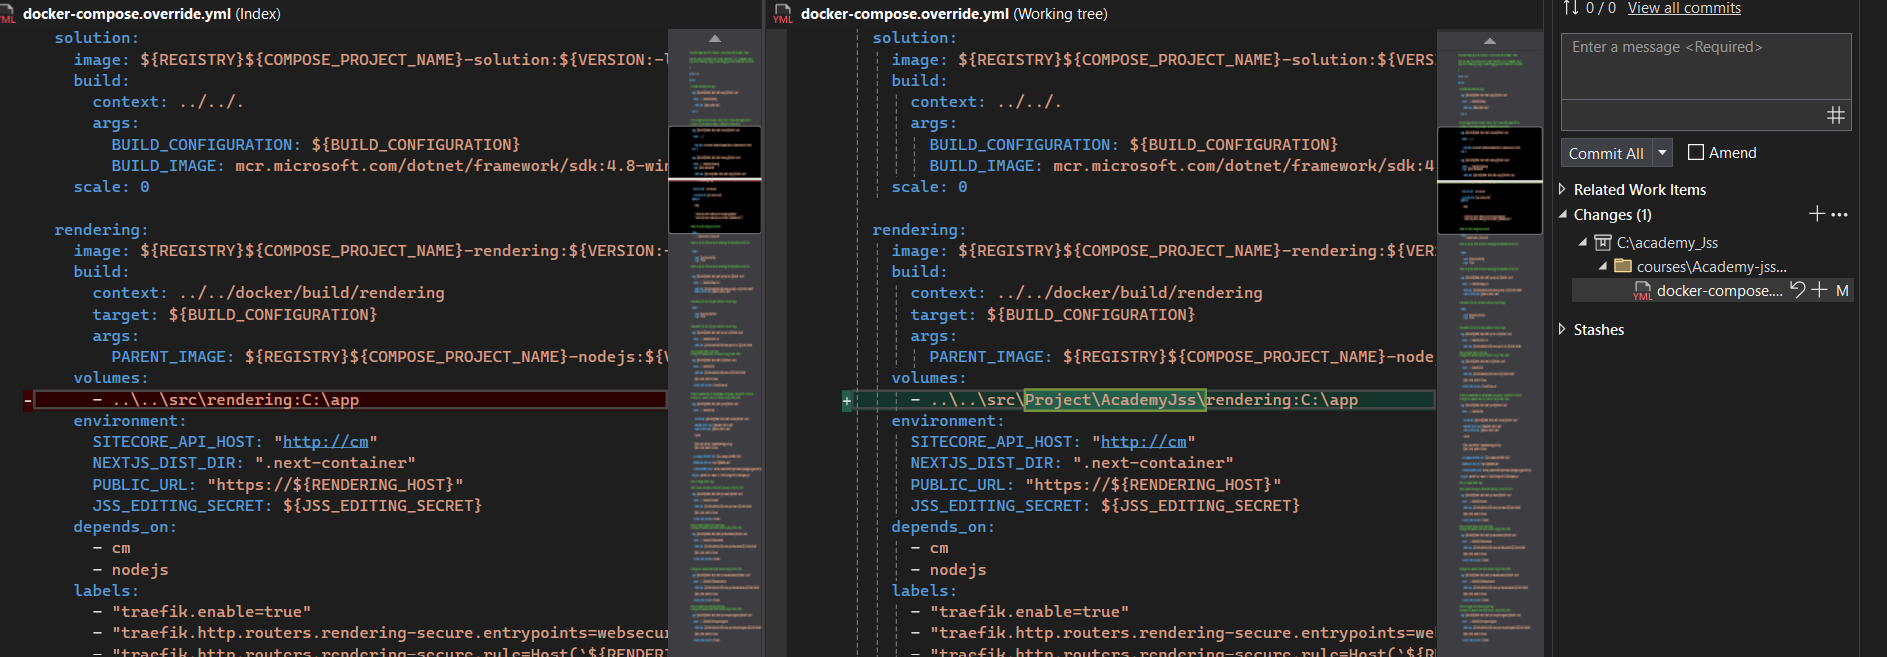 docker-compose.override.yml (Index)
solution:
image: ${REGISTRY}${COMPOSE_PROJECT_NAME}-solution:${VERSION:-l
build:
context: ../../.
args:
BUILD_CONFIGURATION: ${BUILD_CONFIGURATION}
BUILD_IMAGE: mcr.microsoft.com/dotnet/framework/sdk:4.8-win
scale: 0
rendering:
image: ${REGISTRY}${COMPOSE_PROJECT_NAME}-rendering:${VERSION:-
build:
context: ../../docker/build/rendering
target: ${BUILD_CONFIGURATION}
args:
PARENT_IMAGE: ${REGISTRY}${COMPOSE_PROJECT_NAME}-nodejs:${V
volumes:
- - ..\..\src\rendering:C:\app
environment:
SITECORE_API_HOST: "http://cm"
NEXTJS_DIST_DIR: ".next-container"
PUBLIC_URL: "https://${RENDERING_HOST}"
JSS_EDITING_SECRET: ${JSS_EDITING_SECRET}
depends_on:
- cm
- nodejs
labels:
- "traefik.enable=true"
- "traefik.http.routers.rendering-secure.entrypoints=websecu
- "traefik.http.routers.rendering-secure.rule=Host(`${RENDER
YML docker-compose.override.yml (Working tree)
solution:
image: ${REGISTRY}${COMPOSE_PROJECT_NAME}-solution:${VERS
build:
context: ../../.
args:
BUILD_CONFIGURATION: ${BUILD_CONFIGURATION}
BUILD_IMAGE: mcr.microsoft.com/dotnet/framework/sdk:4
scale: 0
rendering:
image: ${REGISTRY}${COMPOSE_PROJECT_NAME}-rendering:${VER
build:
context: ../../docker/build/rendering
target: ${BUILD_CONFIGURATION}
args:
PARENT_IMAGE: ${REGISTRY}${COMPOSE_PROJECT_NAME}-node
volumes:
+ - ..\..\src\Project\AcademyJss\rendering:C:\app
environment:
SITECORE_API_HOST: "http://cm"
NEXTJS_DIST_DIR: ".next-container"
PUBLIC_URL: "https://${RENDERING_HOST}"
JSS_EDITING_SECRET: ${JSS_EDITING_SECRET}
depends_on:
- cm
- nodejs
labels:
- "traefik.enable=true"
- "traefik.http.routers.rendering-secure.entrypoints=we
- "traefik.http.routers.rendering-secure.rule=Host(`${R
0 / 0 View all commits
Enter a message <Required>
Commit All Amend
Related Work Items
Changes (1)
C:\academy_Jss
courses\Academy-jss...
YML docker-compose.... M
Stashes